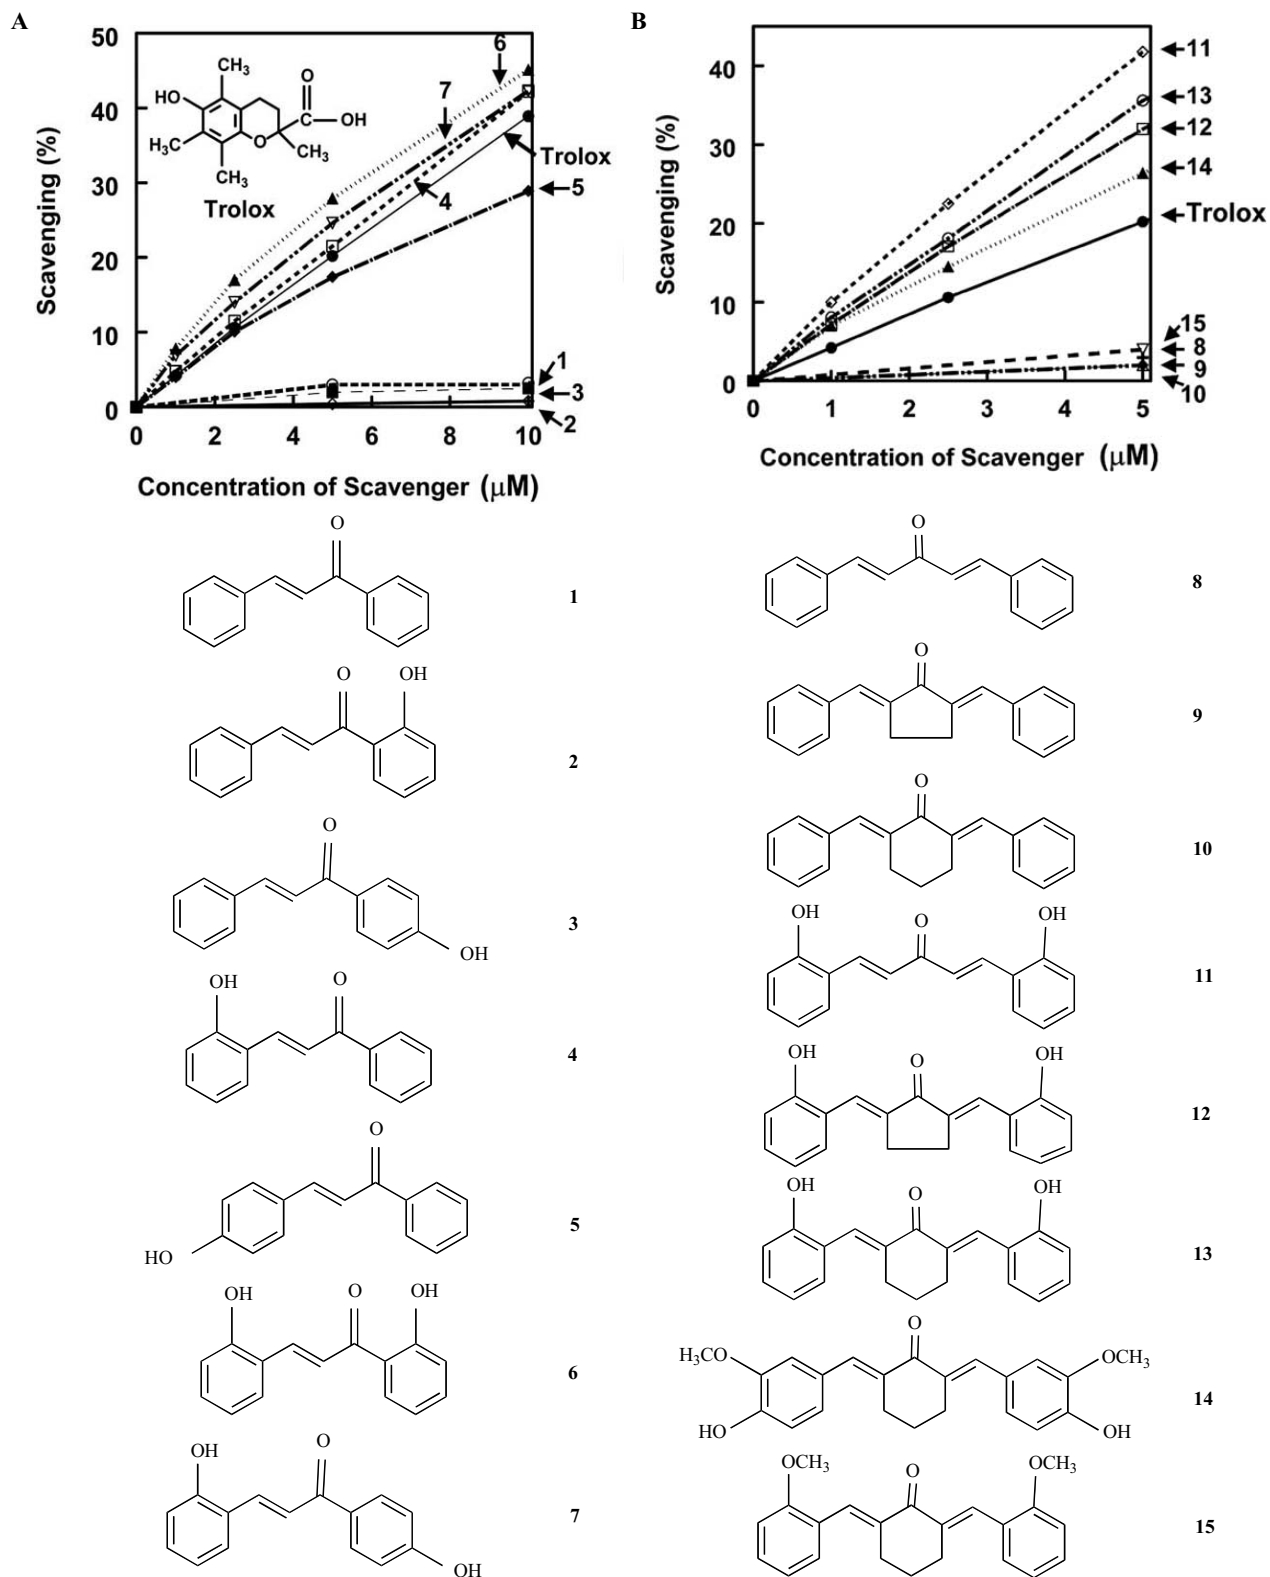 A
50
40
30
20
10
0
0
2
4
6
8
10
Scavenging (%)
Concentration of Scavenger (μM)
CH₃
HO
O
OH
H₃C
O
CH₃
CH₃
Trolox
6
7
Trolox
4
5
1
3
2
B
40
30
20
10
0
0
1
2
3
4
5
Scavenging (%)
Concentration of Scavenger (μM)
11
13
12
14
Trolox
15
8
9
10
O
1
O
OH
2
O
OH
3
OH
O
4
O
HO
5
OH
O
OH
6
OH
O
OH
7
O
8
O
9
O
10
OH
O
OH
11
OH
O
OH
12
OH
O
OH
13
H₃CO
O
OCH₃
HO
OH
14
OCH₃
O
OCH₃
15